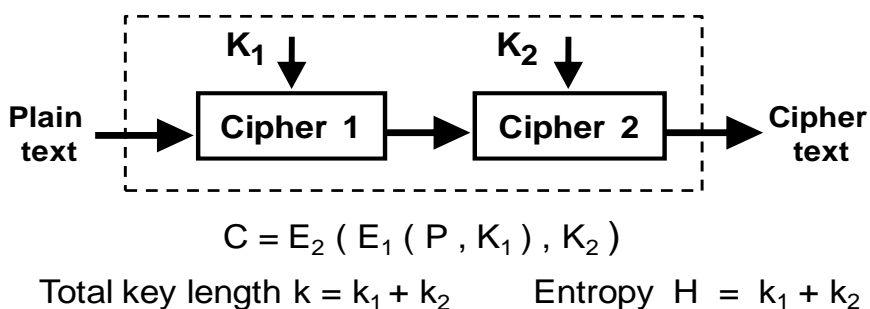 K₁ K₂
Plain text
Cipher 1
Cipher 2
Cipher text
C = E₂ ( E₁ ( P , K₁ ) , K₂ )
Total key length k = k₁ + k₂ Entropy H = k₁ + k₂